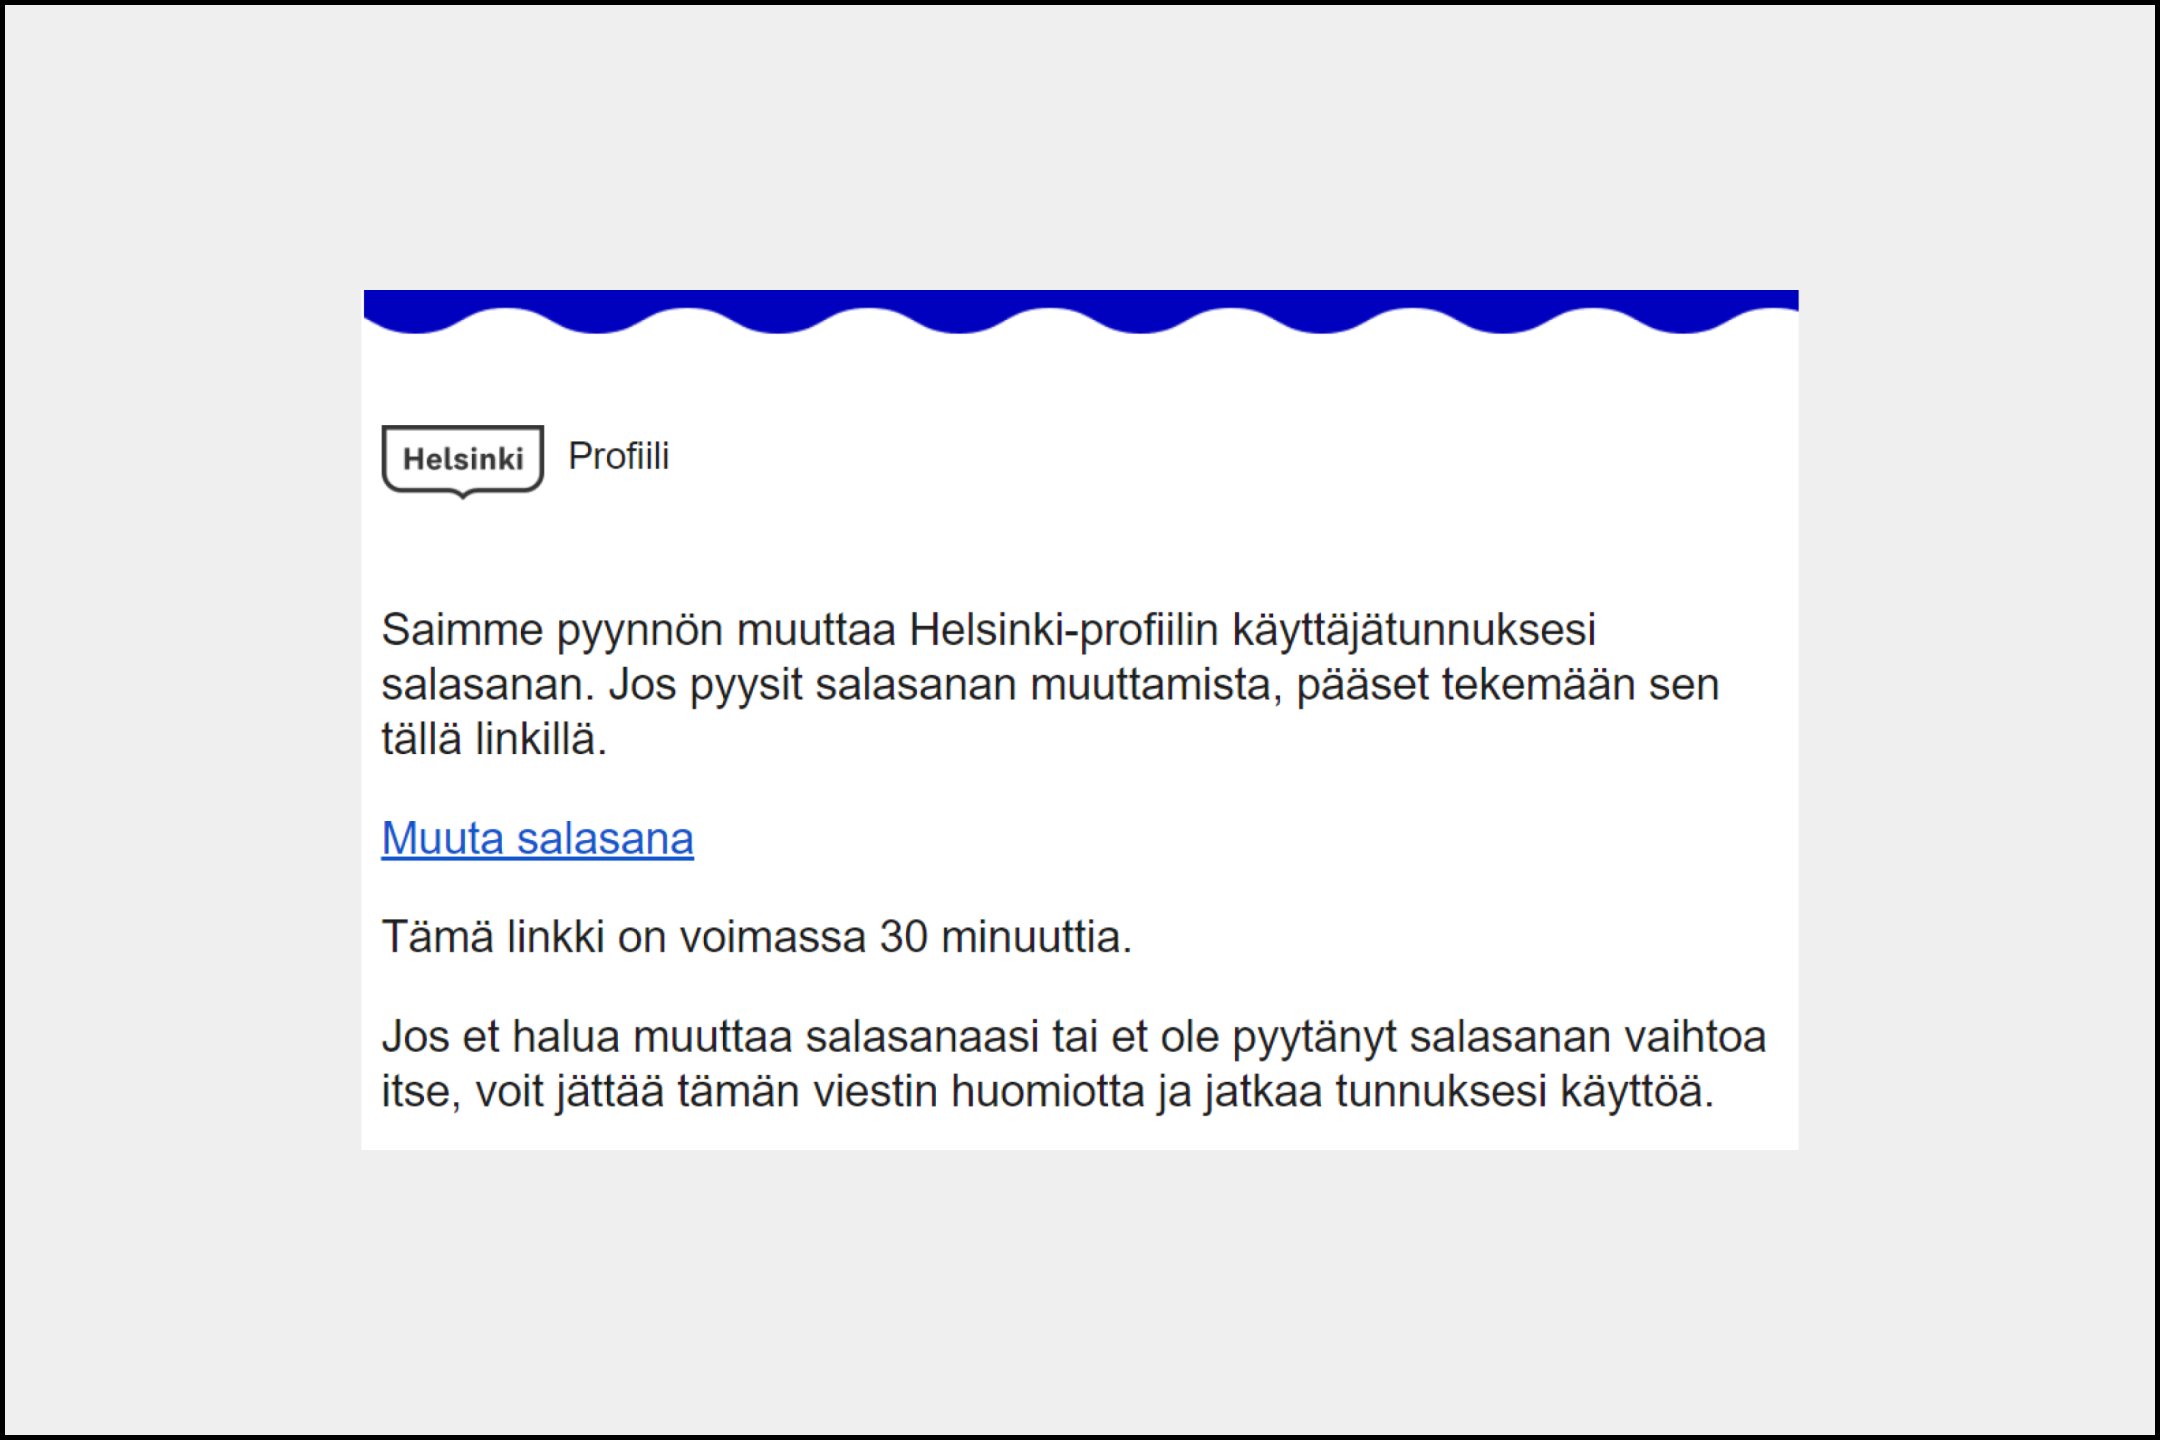 Helsinki Profiili
Saimme pyynnön muuttaa Helsinki-profiilin käyttäjätunnuksesi
salasanan. Jos pyysit salasanan muuttamista, pääset tekemään sen
tällä linkillä.
Muuta salasana
Tämä linkki on voimassa 30 minuuttia.
Jos et halua muuttaa salasanaasi tai et ole pyytänyt salasanan vaihtoa
itse, voit jättää tämän viestin huomiotta ja jatkaa tunnuksesi käyttöä.